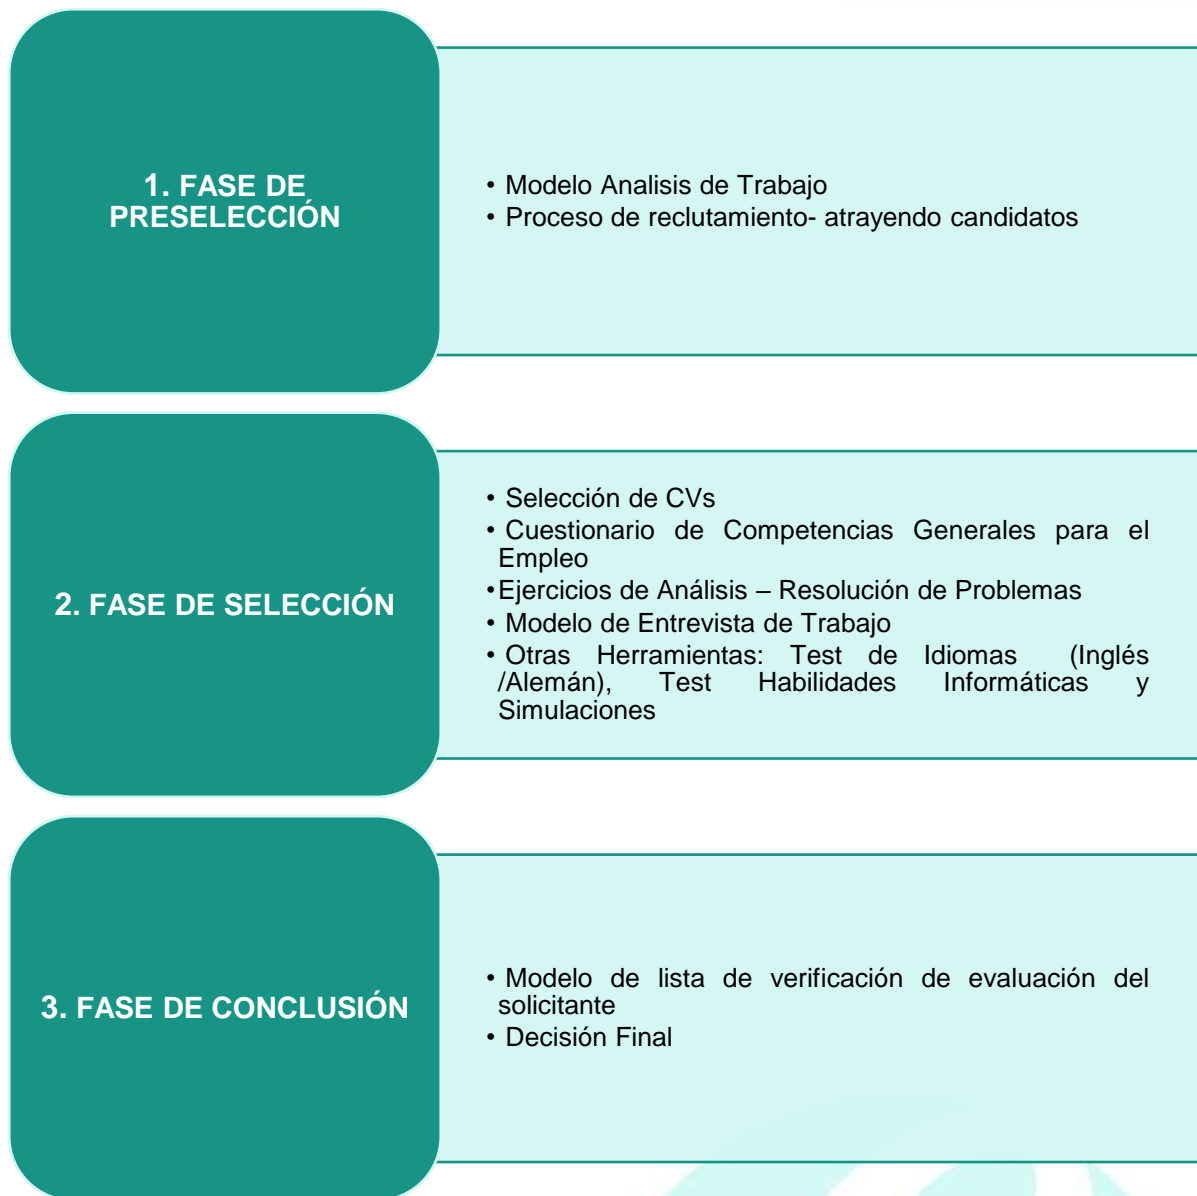 1. FASE DE
PRESELECCIÓN
• Modelo Analisis de Trabajo
• Proceso de reclutamiento- atrayendo candidatos
2. FASE DE SELECCIÓN
• Selección de CVs
• Cuestionario de Competencias Generales para el
Empleo
•Ejercicios de Análisis – Resolución de Problemas
• Modelo de Entrevista de Trabajo
• Otras Herramientas: Test de Idiomas (Inglés
/Alemán), Test Habilidades Informáticas y
Simulaciones
3. FASE DE CONCLUSIÓN
• Modelo de lista de verificación de evaluación del
solicitante
• Decisión Final